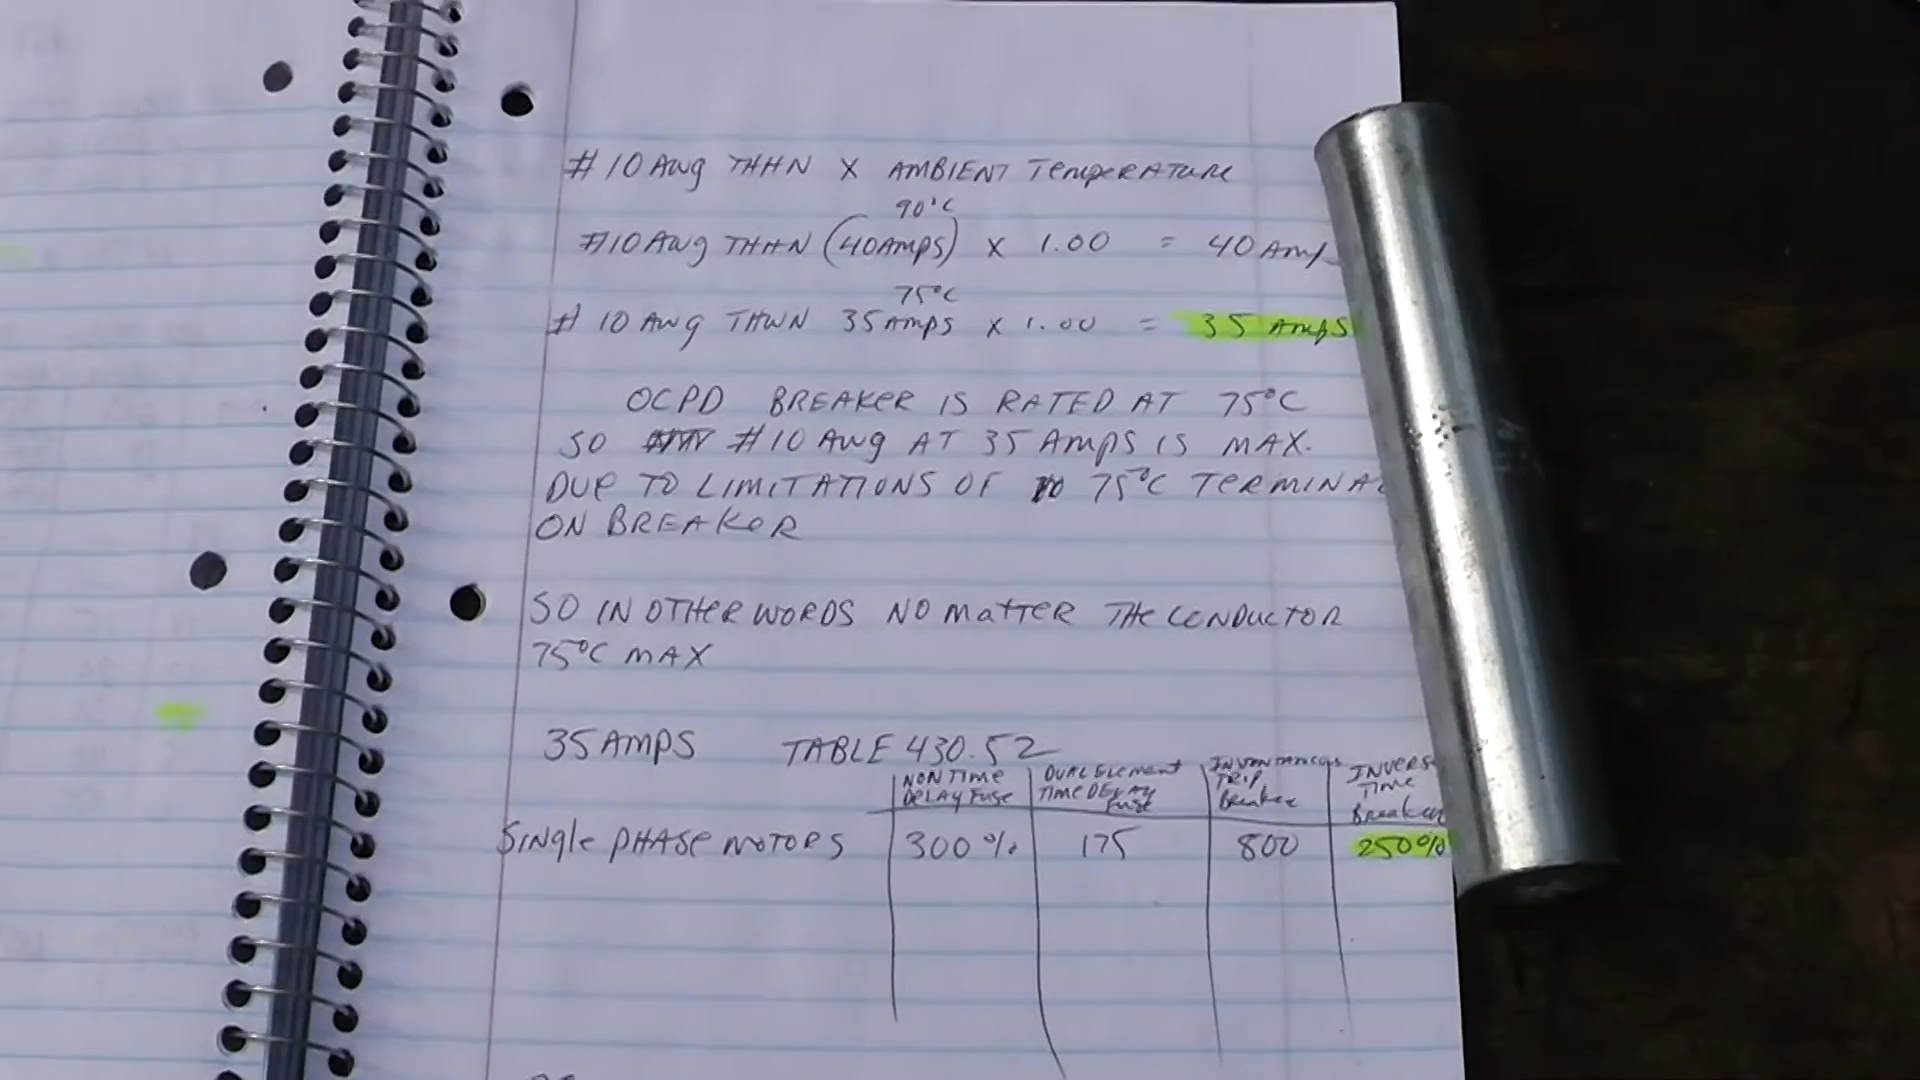 # 10 AWG THHN X AMBIENT TEMPERATURE
90°C
#10 AWG THHN (40AMPS) X 1.00 = 40 AMP
75°C
# 10 AWG THWN 35 AMPS X 1.00 = 35 AMPS
OCPD BREAKER IS RATED AT 75°C
SO #10 AWG AT 35 AMPS IS MAX.
DUE TO LIMITATIONS OF 75°C TERMINA
ON BREAKER
SO IN OTHER WORDS NO MATTER THE CONDUCTOR
75°C MAX
35 AMPS TABLE 430.52
NON TIME DELAY FUSE
DUAL ELEMENT TIME DELAY FUSE
TRIP Breaker
INVERS TIME Breaker
SINGLE PHASE MOTORS 300% 175 800 250%